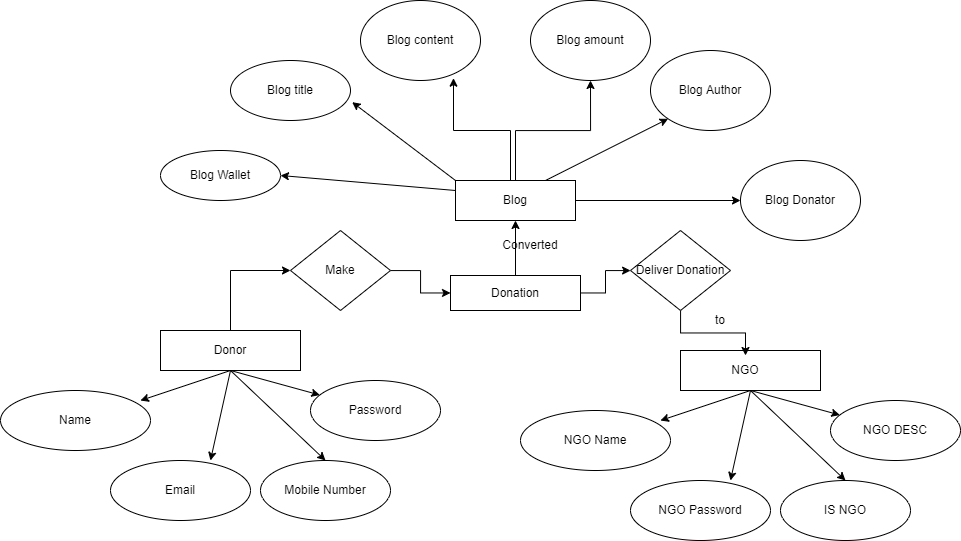 Blog content
Blog amount
Blog title
Blog Author
Blog Wallet
Blog
Blog Donator
Converted
Make
Deliver Donation
Donation
to
Donor
NGO
Name
Password
NGO Name
NGO DESC
Email
Mobile Number
NGO Password
IS NGO